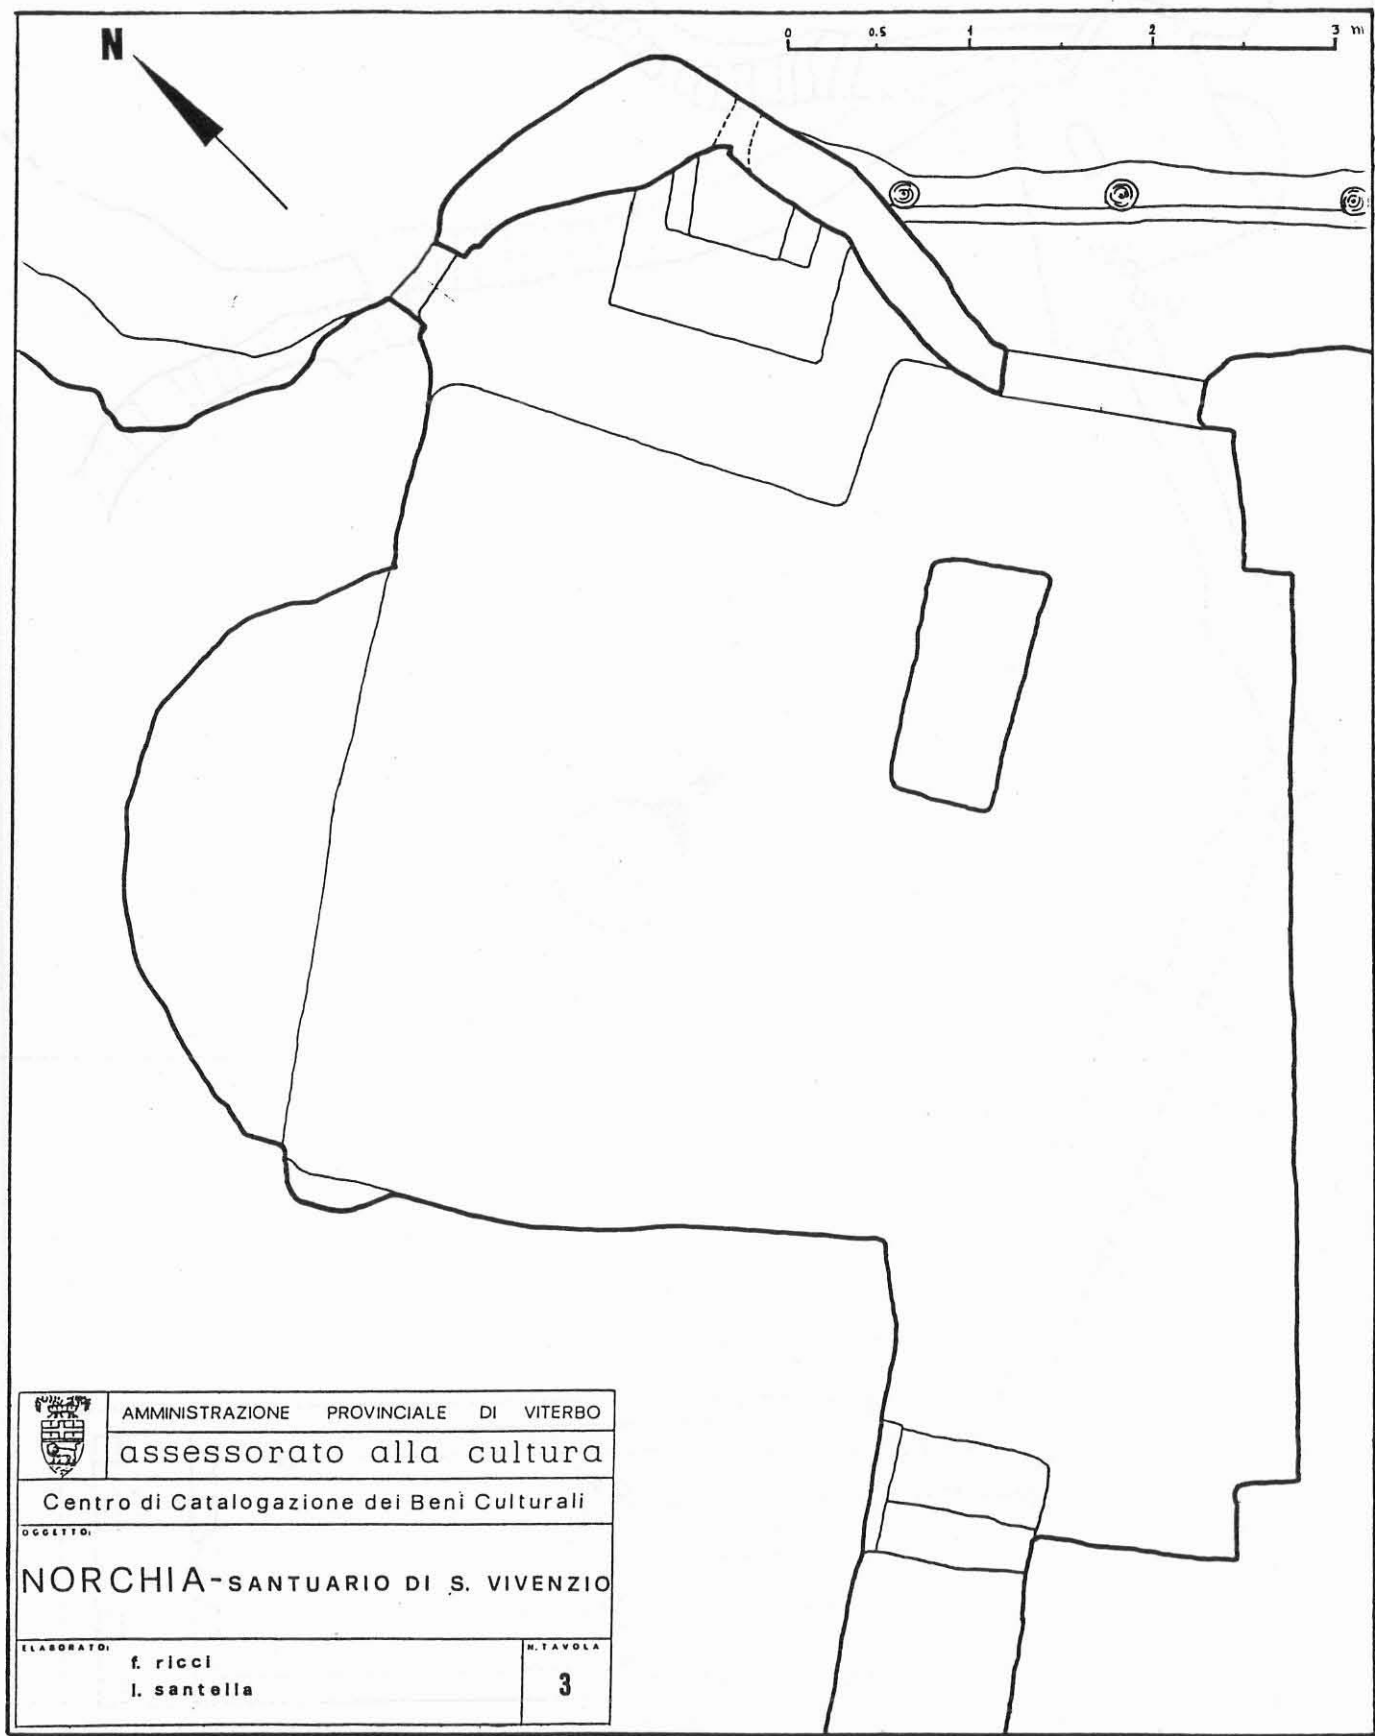 N
0 0.5 1 2 3 m
AMMINISTRAZIONE PROVINCIALE DI VITERBO
assessorato alla cultura
Centro di Catalogazione dei Beni Culturali
OGGETTO:
NORCHIA-SANTUARIO DI S. VIVENZIO
ELABORATO:
f. ricci
l. santella
N. TAVOLA
3